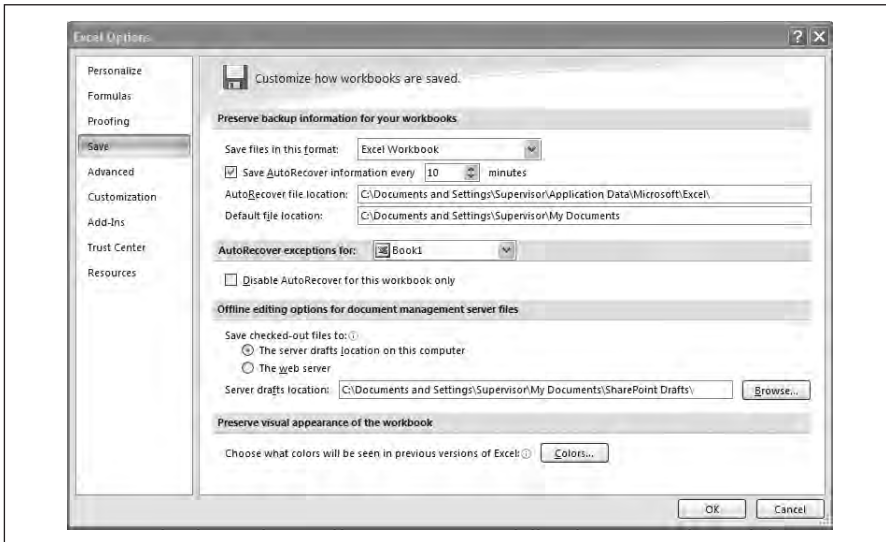 Excel Options
Personalize
Formulas
Proofing
Save
Advanced
Customization
Add-Ins
Trust Center
Resources
Customize how workbooks are saved.
Preserve backup information for your workbooks
Save files in this format: Excel Workbook
Save AutoRecover information every 10 minutes
AutoRecover file location: C:\Documents and Settings\Supervisor\Application Data\Microsoft\Excel\
Default file location: C:\Documents and Settings\Supervisor\My Documents
AutoRecover exceptions for: Book1
Disable AutoRecover for this workbook only
Offline editing options for document management server files
Save checked-out files to:
The server drafts location on this computer
The web server
Server drafts location: C:\Documents and Settings\Supervisor\My Documents\SharePoint Drafts\ Browse...
Preserve visual appearance of the workbook
Choose what colors will be seen in previous versions of Excel: Colors...
OK Cancel